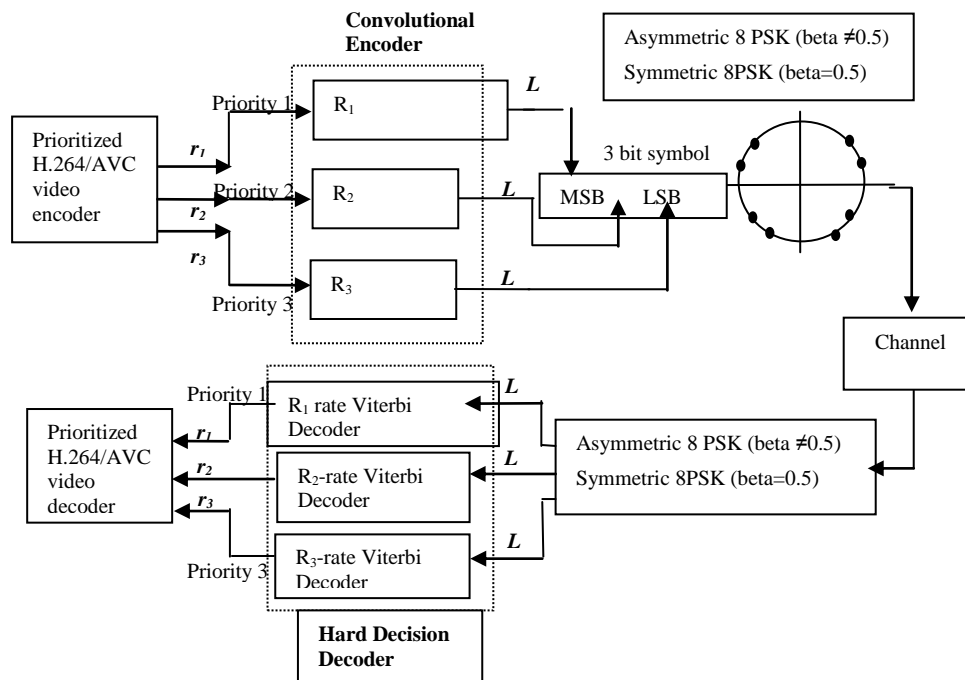 Convolutional
Encoder
Asymmetric 8 PSK (beta ≠0.5)
Symmetric 8PSK (beta=0.5)
Prioritized
H.264/AVC
video
encoder
r1
r2
r3
Priority 1
Priority 2
Priority 3
R1
R2
R3
L
L
L
3 bit symbol
MSB LSB
Channel
Asymmetric 8 PSK (beta ≠0.5)
Symmetric 8PSK (beta=0.5)
L
L
L
R1 rate Viterbi
Decoder
R2-rate Viterbi
Decoder
R3-rate Viterbi
Decoder
Priority 1
r1
r2
r3
Priority 3
Prioritized
H.264/AVC
video
decoder
Hard Decision
Decoder